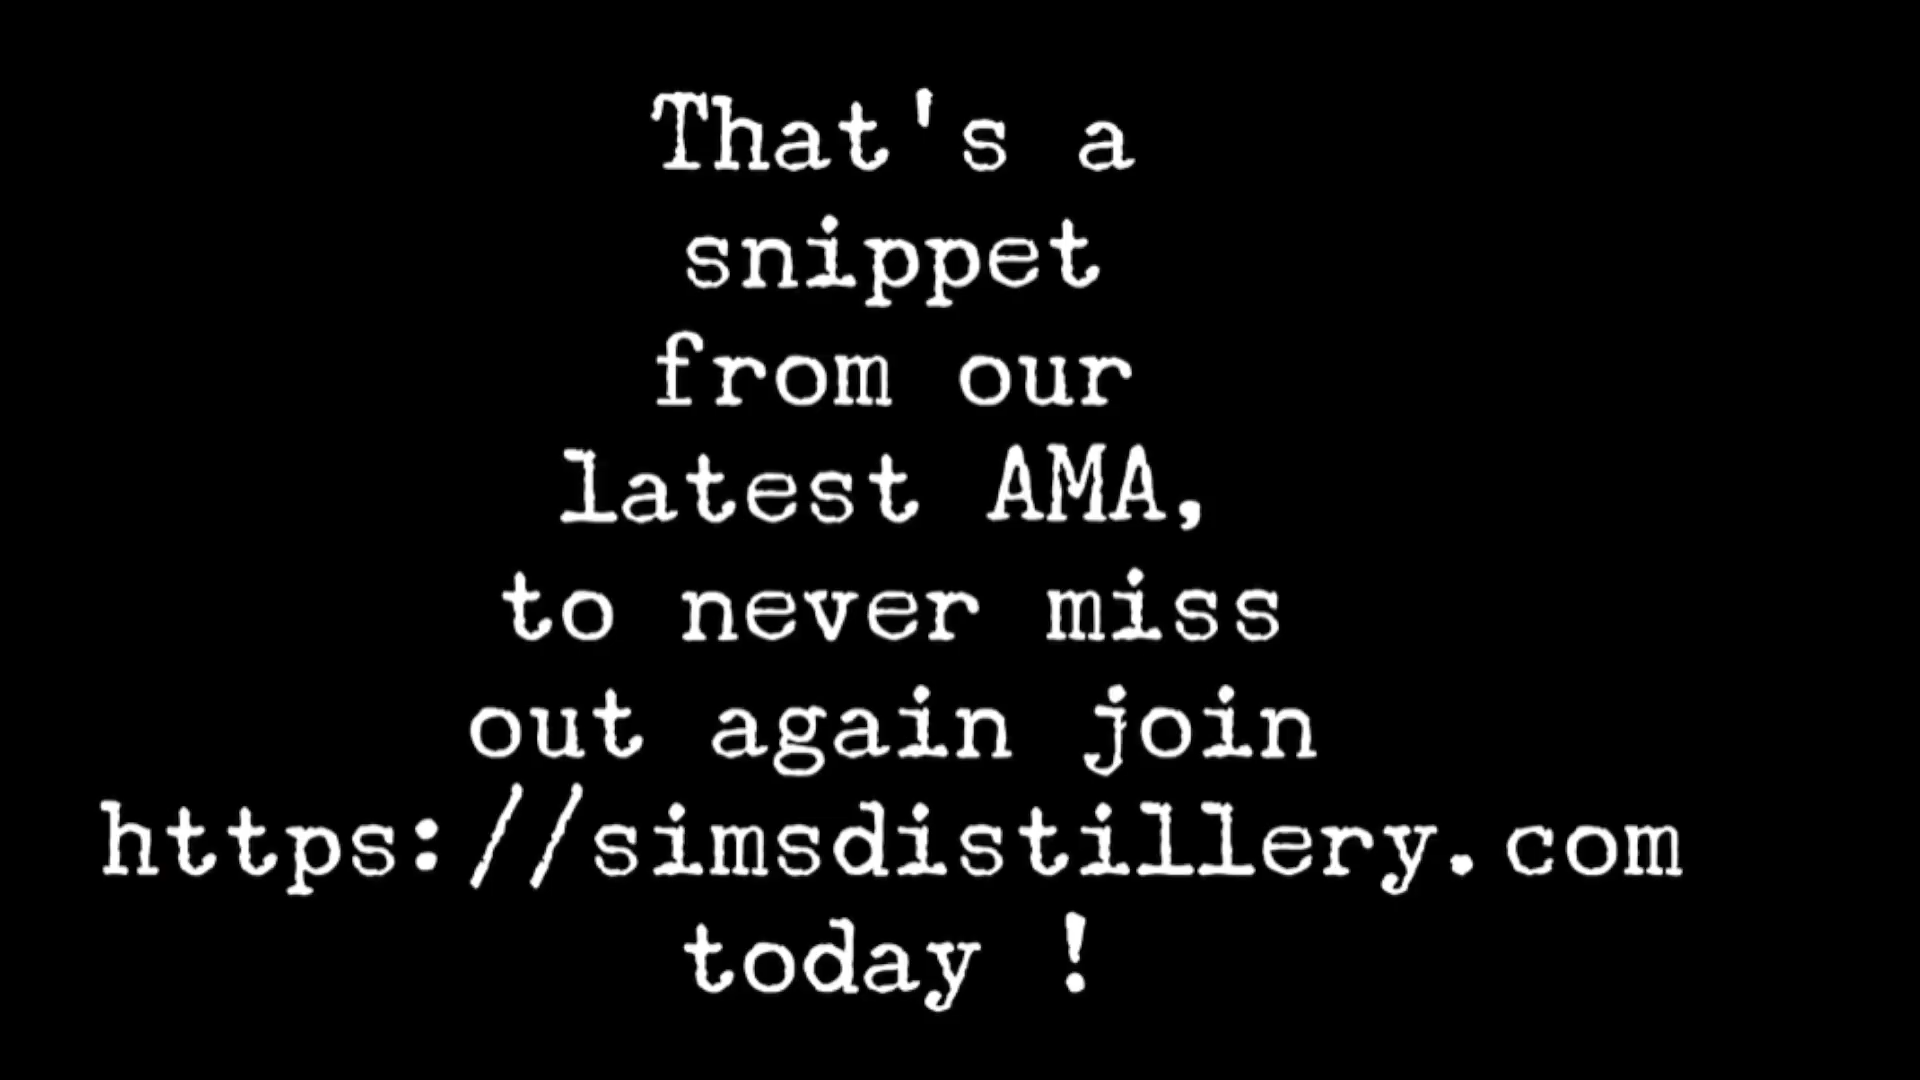 That's a
snippet
from our
latest AMA,
to never miss
out again join
https://simsdistillery.com
today !